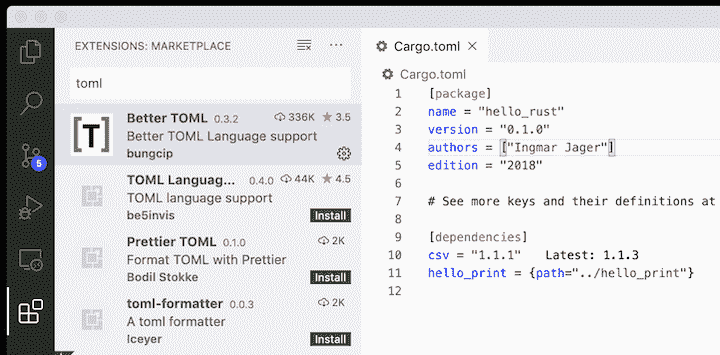 EXTENSIONS: MARKETPLACE
toml
[T]
Better TOML 0.3.2 336K ★ 3.5
Better TOML Language support
bungcip
TOML Languag... 0.4.0 44K ★ 4.5
TOML language support
be5invis Install
Prettier TOML 0.1.0 2K
Format TOML with Prettier
Bodil Stokke Install
toml-formatter 0.0.3 2K
A toml formatter
Iceyer Install
5
Cargo.toml ×
Cargo.toml
1 [package]
2 name = "hello_rust"
3 version = "0.1.0"
4 authors = ["Ingmar Jager"]
5 edition = "2018"
6
7 # See more keys and their definitions at
8
9 [dependencies]
10 csv = "1.1.1" Latest: 1.1.3
11 hello_print = {path="../hello_print"}
12